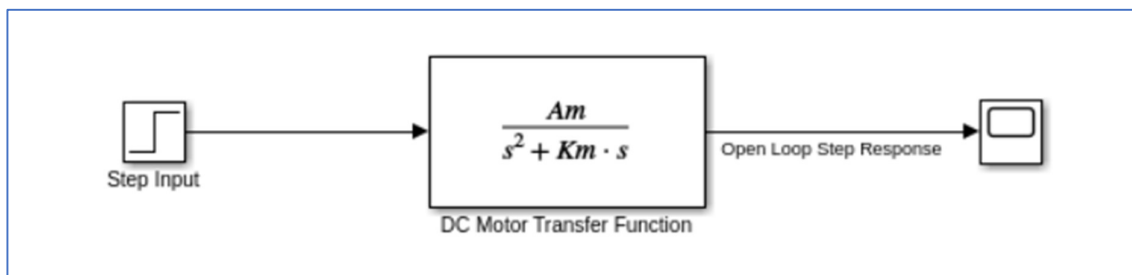 Am
s² + Km · s
Step Input
Open Loop Step Response
DC Motor Transfer Function